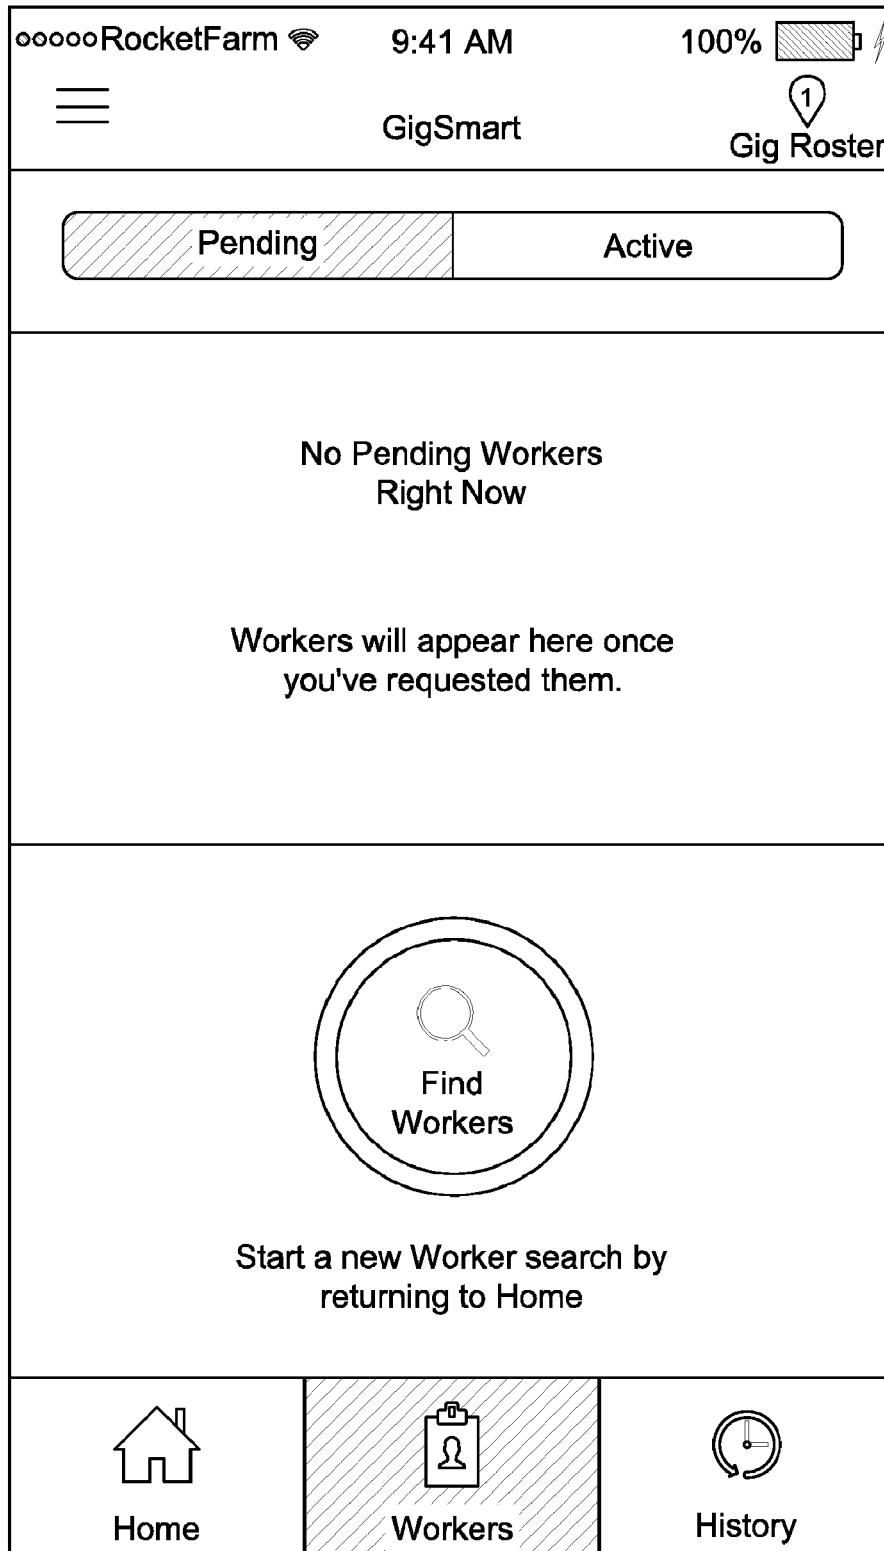 RocketFarm 9:41 AM 100%
1
GigSmart
Gig Roster
Pending Active
No Pending Workers
Right Now
Workers will appear here once
you've requested them.
Find
Workers
Start a new Worker search by
returning to Home
Home Workers History